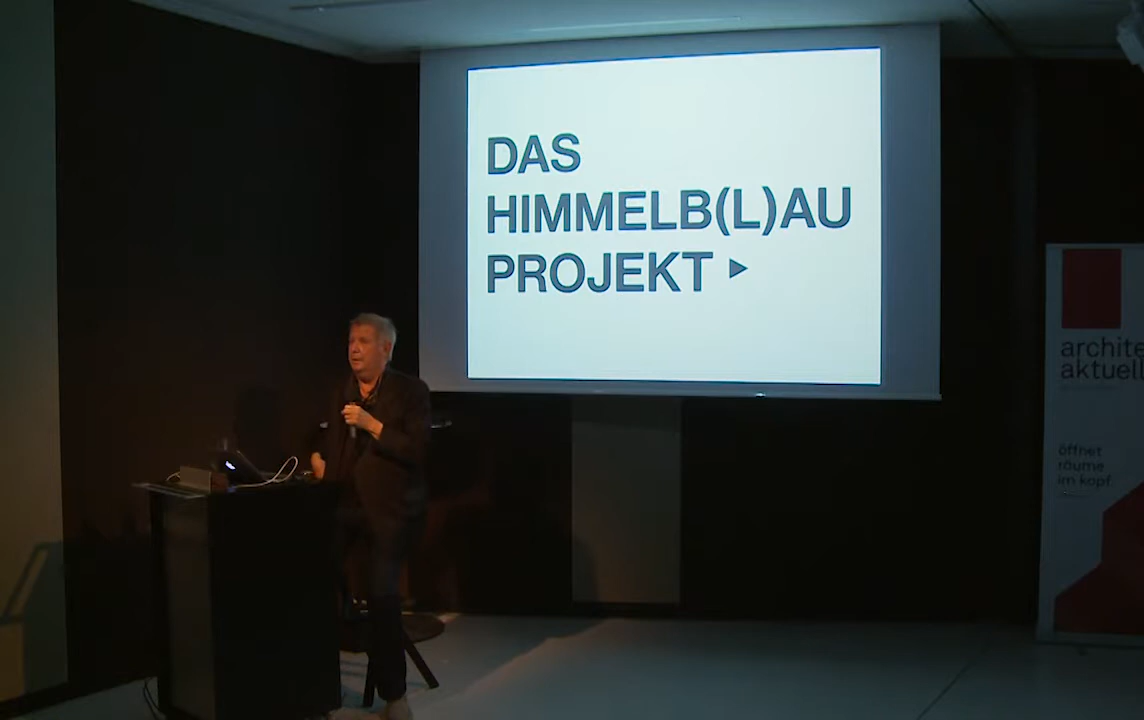 DAS
HIMMELB(L)AU
PROJEKT ▸
archite
aktuell
öffnet
räume
im kopf.